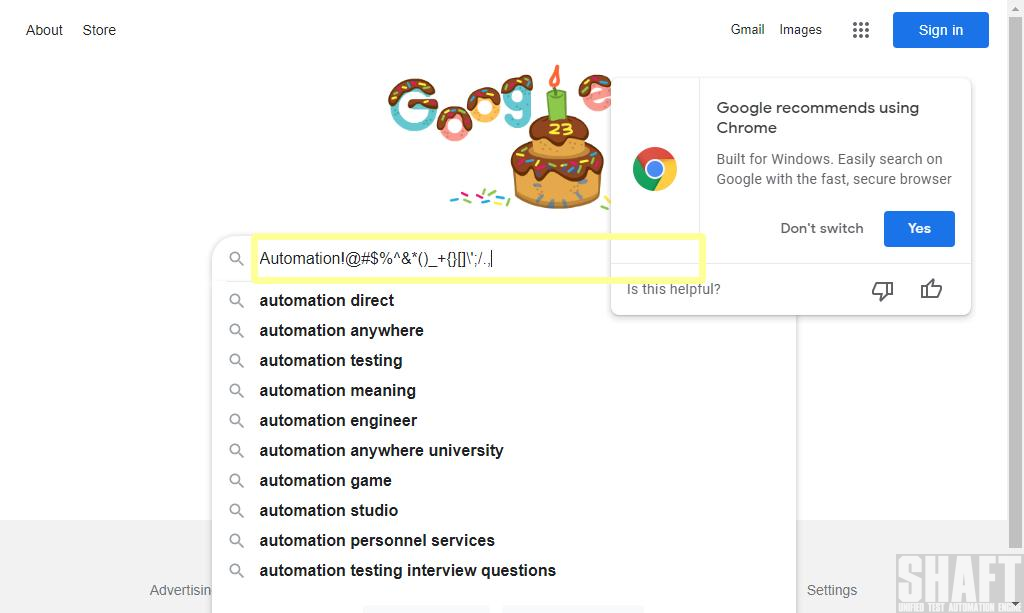 About Store
Gmail Images
Sign in
Google
23
Google recommends using
Chrome
Built for Windows. Easily search on
Google with the fast, secure browser
Don't switch Yes
Is this helpful?
Automation!@#$%^&*()_+{}[]\';/.,
automation direct
automation anywhere
automation testing
automation meaning
automation engineer
automation anywhere university
automation game
automation studio
automation personnel services
automation testing interview questions
Settings
SHAFT
UNIFIED TEST AUTOMATION